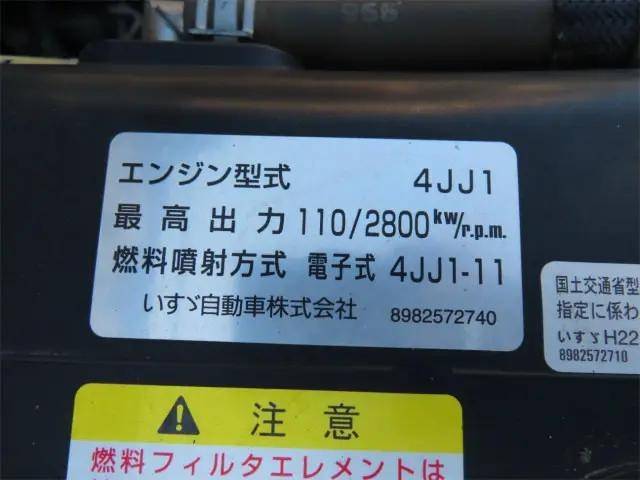 エンジン型式 4JJ1
最高出力 110/2800kw/r.p.m.
燃料噴射方式 電子式 4JJ1-11
いすゞ自動車株式会社 8982572740
国土交通省型
指定に係わ
いすゞH22
8982572710
注意
燃料フィルタエレメントは